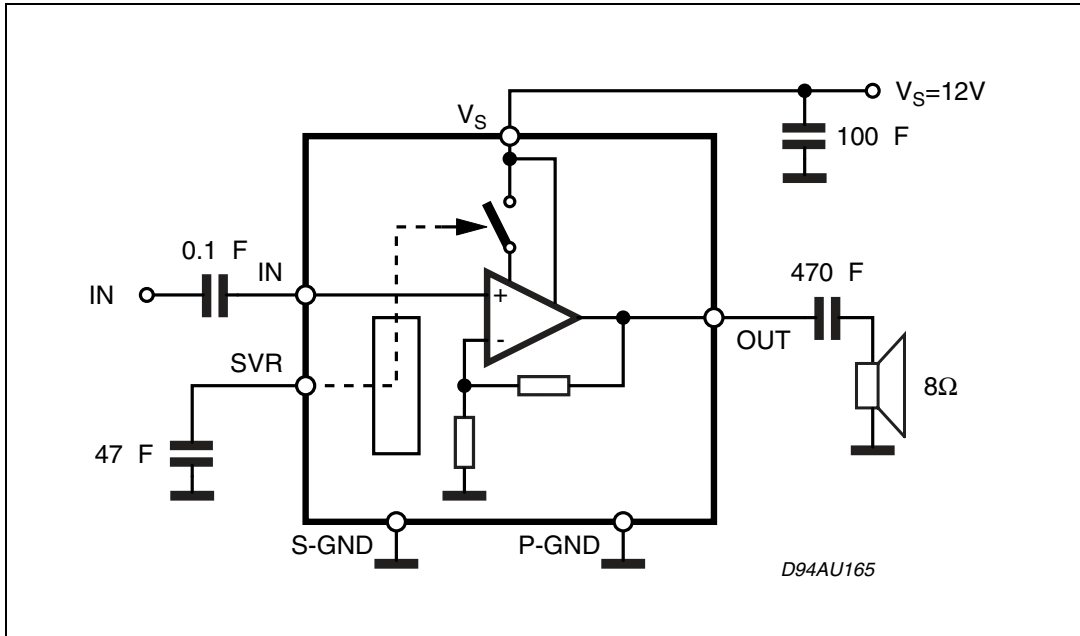 V_S=12V
V_S
100 F
0.1 F
IN
IN
+
470 F
-
OUT
SVR
8Ω
47 F
S-GND
P-GND
D94AU165